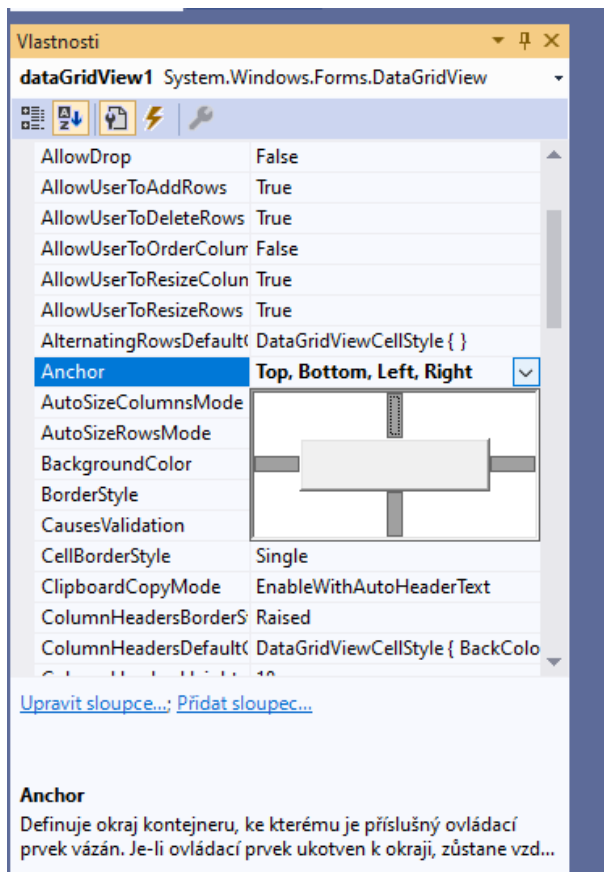 Vlastnosti
dataGridView1 System.Windows.Forms.DataGridView
AllowDrop False
AllowUserToAddRows True
AllowUserToDeleteRows True
AllowUserToOrderColum False
AllowUserToResizeColun True
AllowUserToResizeRows True
AlternatingRowsDefault( DataGridViewCellStyle { }
Anchor Top, Bottom, Left, Right
AutoSizeColumnsMode
AutoSizeRowsMode
BackgroundColor
BorderStyle
CausesValidation
CellBorderStyle Single
ClipboardCopyMode EnableWithAutoHeaderText
ColumnHeadersBorderS Raised
ColumnHeadersDefault( DataGridViewCellStyle { BackColo
Upravit sloupce...; Přidat sloupec...
Anchor
Definuje okraj kontejneru, ke kterému je příslušný ovládací
prvek vázán. Je-li ovládací prvek ukotven k okraji, zůstane vzd...